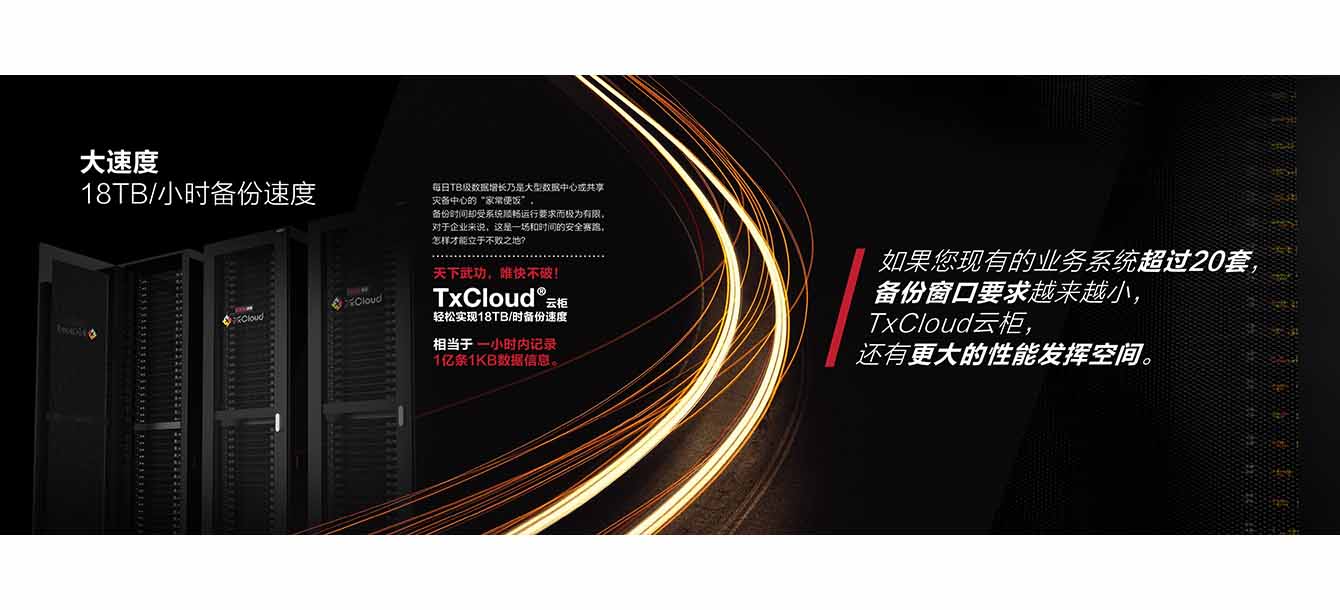 大速度
18TB/小时备份速度
每日TB级数据增长乃是大型数据中心或共享
灾备中心的“家常便饭”,
备份时间却受系统顺畅运行要求而极为有限,
对于企业来说,这是一场和时间的安全赛跑,
怎样才能立于不败之地?
天下武功,唯快不破!
TxCloud®云柜
轻松实现18TB/时备份速度
相当于 一小时内记录
1亿条1KB数据信息。
如果您现有的业务系统超过20套,
备份窗口要求越来越小,
TxCloud云柜,
还有更大的性能发挥空间。
TxCloud
TxCloud